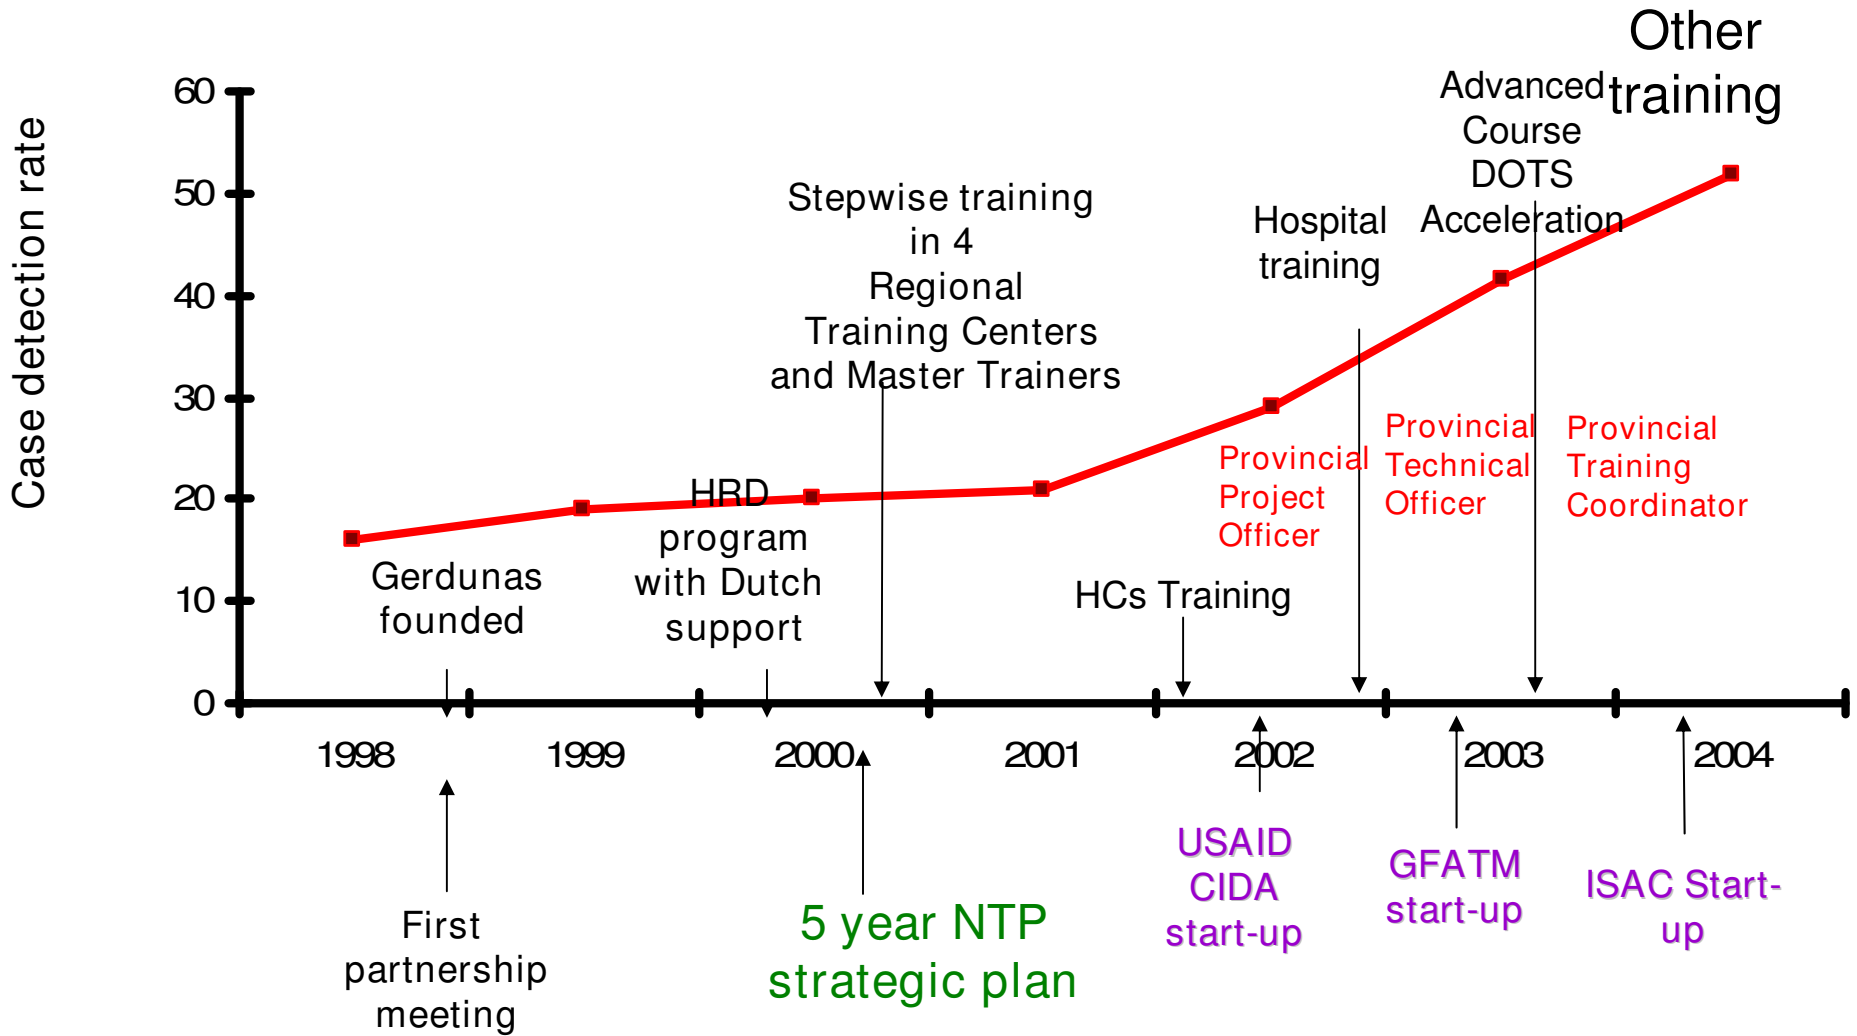 Other
training
Advanced
Course
DOTS
Acceleration
Case detection rate
60
50
40
30
20
10
0
Stepwise training
in 4
Regional
Training Centers
and Master Trainers
Hospital
training
Provincial
Project
Officer
Provincial
Technical
Officer
Provincial
Training
Coordinator
HRD
program
with Dutch
support
Gerdunas
founded
HCs Training
1998
1999
2000
2001
2002
2003
2004
First
partnership
meeting
5 year NTP
strategic plan
USAID
CIDA
start-up
GFATM
start-up
ISAC Start-
up